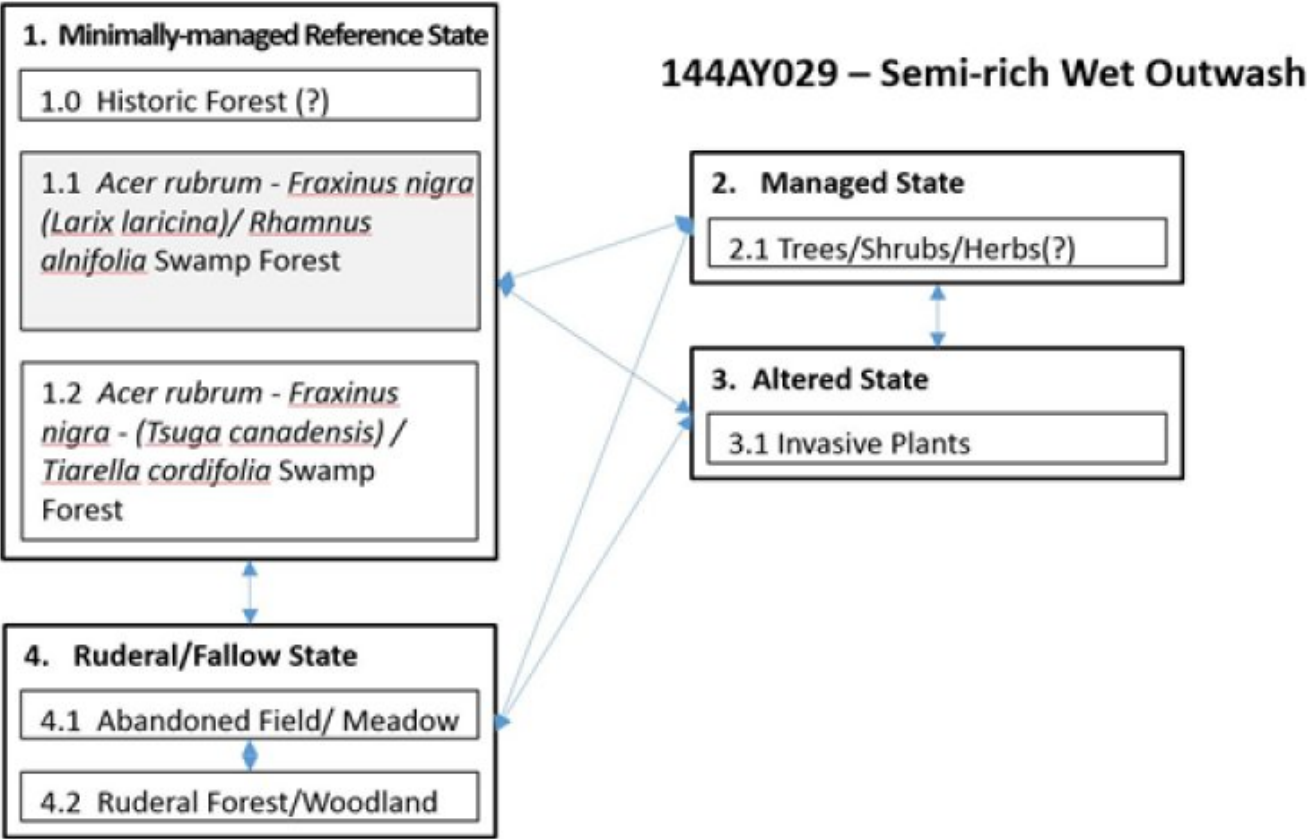 1. Minimally-managed Reference State
1.0 Historic Forest (?)
1.1 Acer rubrum - Fraxinus nigra
(Larix laricina)/ Rhamnus
alnifolia Swamp Forest
1.2 Acer rubrum - Fraxinus
nigra - (Tsuga canadensis) /
Tiarella cordifolia Swamp
Forest
144AY029 – Semi-rich Wet Outwash
2. Managed State
2.1 Trees/Shrubs/Herbs(?)
3. Altered State
3.1 Invasive Plants
4. Ruderal/Fallow State
4.1 Abandoned Field/ Meadow
4.2 Ruderal Forest/Woodland